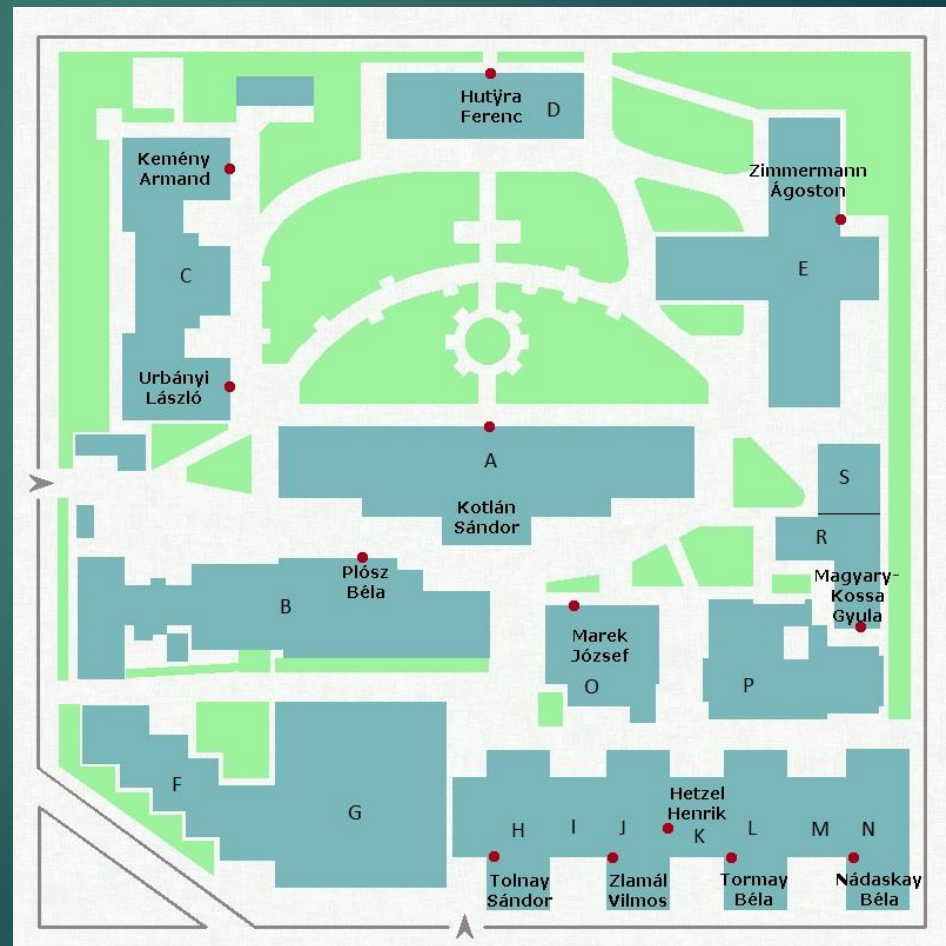 Hutÿra
Ferenc
D
Kemény
Armand
Zimmermann
Ágoston
C
E
Urbányi
László
A
Kotlán
Sándor
S
R
Plósz
Béla
B
Magyary-
Kossa
Gyula
Marek
József
O
P
F
G
Hetzel
Henrik
H
I
J
K
L
M
N
Tolnay
Sándor
Zlamál
Vilmos
Tormay
Béla
Nádaskay
Béla